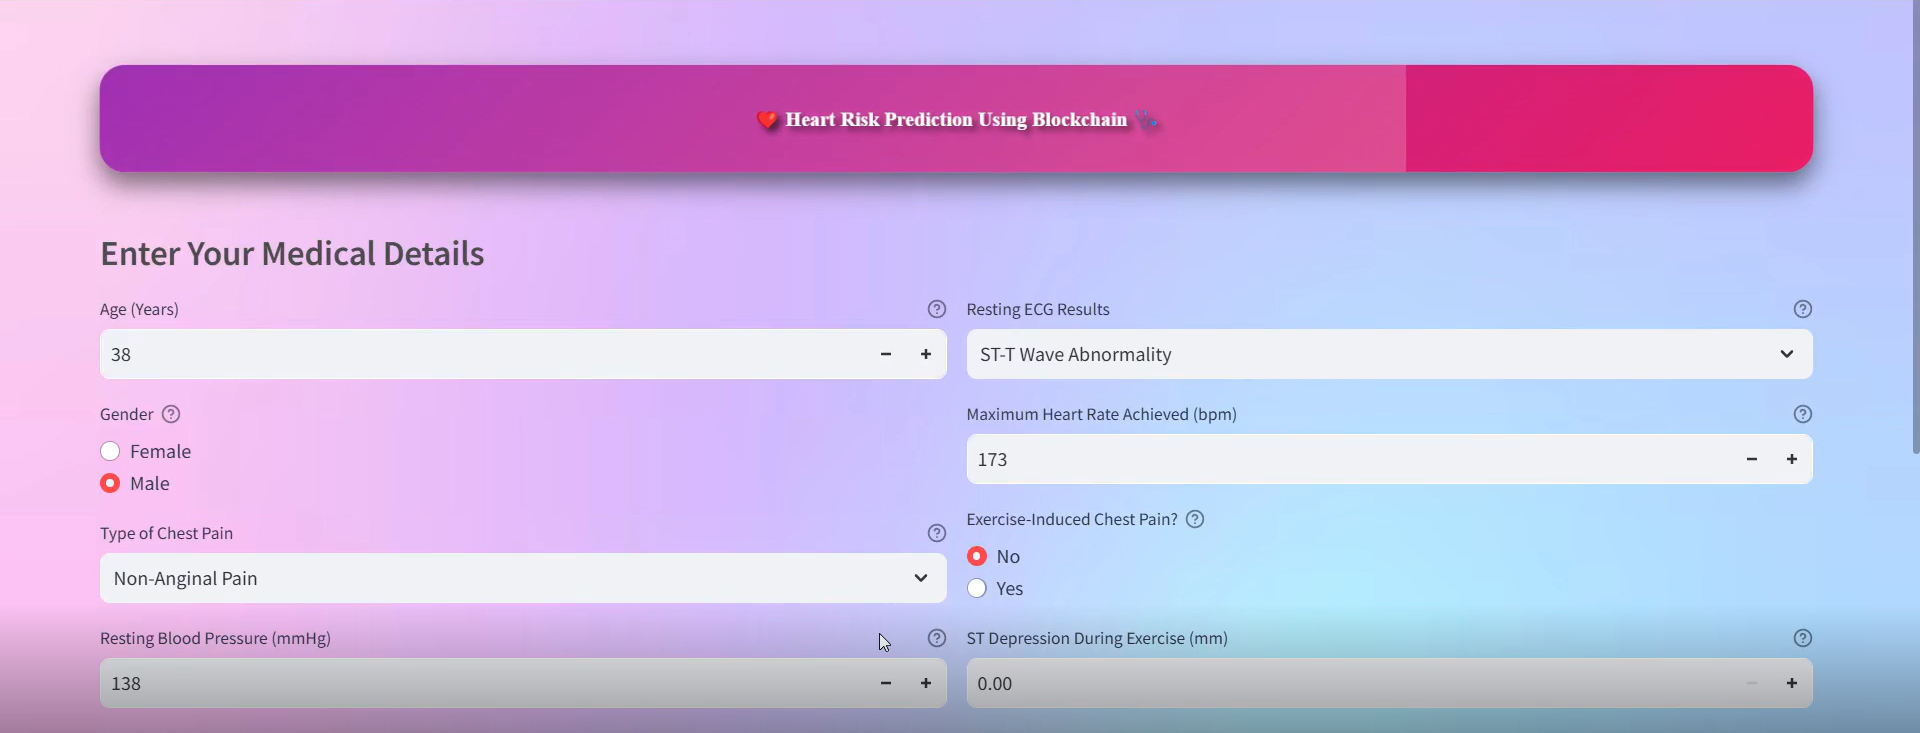 ❤️ Heart Risk Prediction Using Blockchain 🩺
Enter Your Medical Details
Age (Years)
38
Gender
Female
Male
Type of Chest Pain
Non-Anginal Pain
Resting Blood Pressure (mmHg)
138
Resting ECG Results
ST-T Wave Abnormality
Maximum Heart Rate Achieved (bpm)
173
Exercise-Induced Chest Pain?
No
Yes
ST Depression During Exercise (mm)
0.00